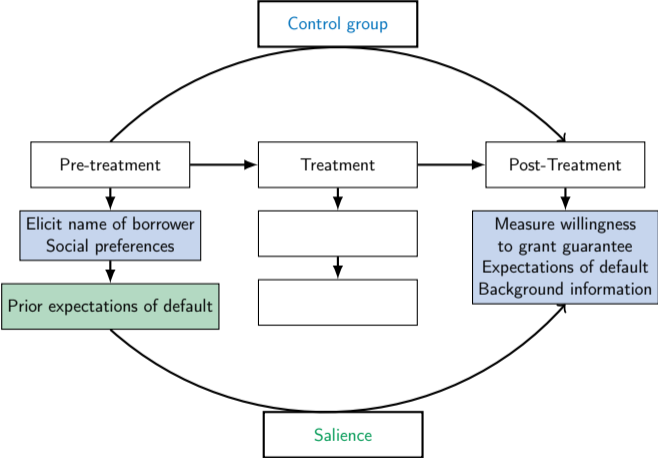 Control group
Pre-treatment
Treatment
Post-Treatment
Elicit name of borrower
Social preferences
Prior expectations of default
Measure willingness
to grant guarantee
Expectations of default
Background information
Salience